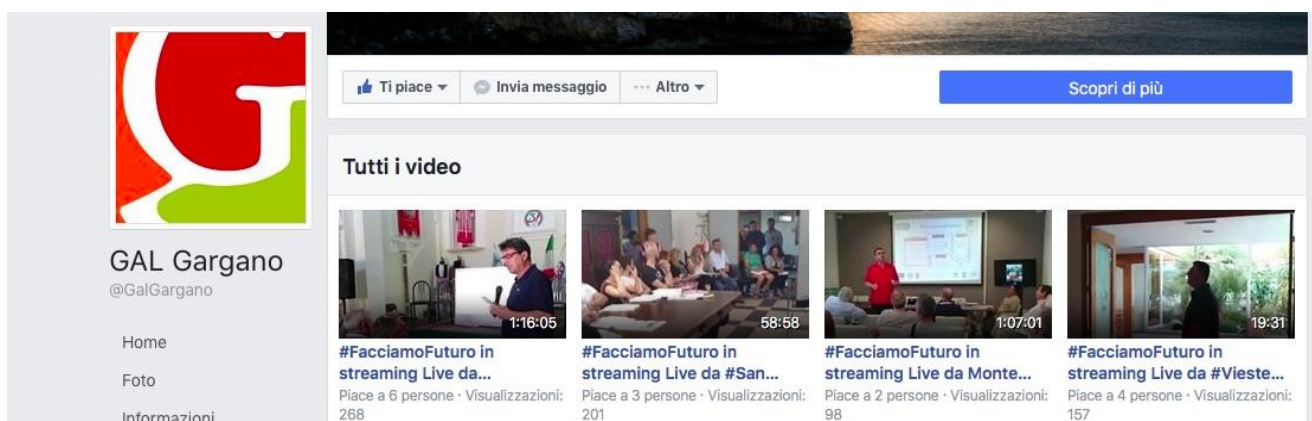 G
Ti piace
Invia messaggio
Altro
Scopri di più
Tutti i video
GAL Gargano
@GalGargano
Home
Foto
Informazioni
1:16:05
#FacciamoFuturo in
streaming Live da...
Piace a 6 persone · Visualizzazioni:
268
58:58
#FacciamoFuturo in
streaming Live da #San...
Piace a 3 persone · Visualizzazioni:
201
1:07:01
#FacciamoFuturo in
streaming Live da Monte...
Piace a 2 persone · Visualizzazioni:
98
19:31
#FacciamoFuturo in
streaming Live da #Vieste...
Piace a 4 persone · Visualizzazioni:
157